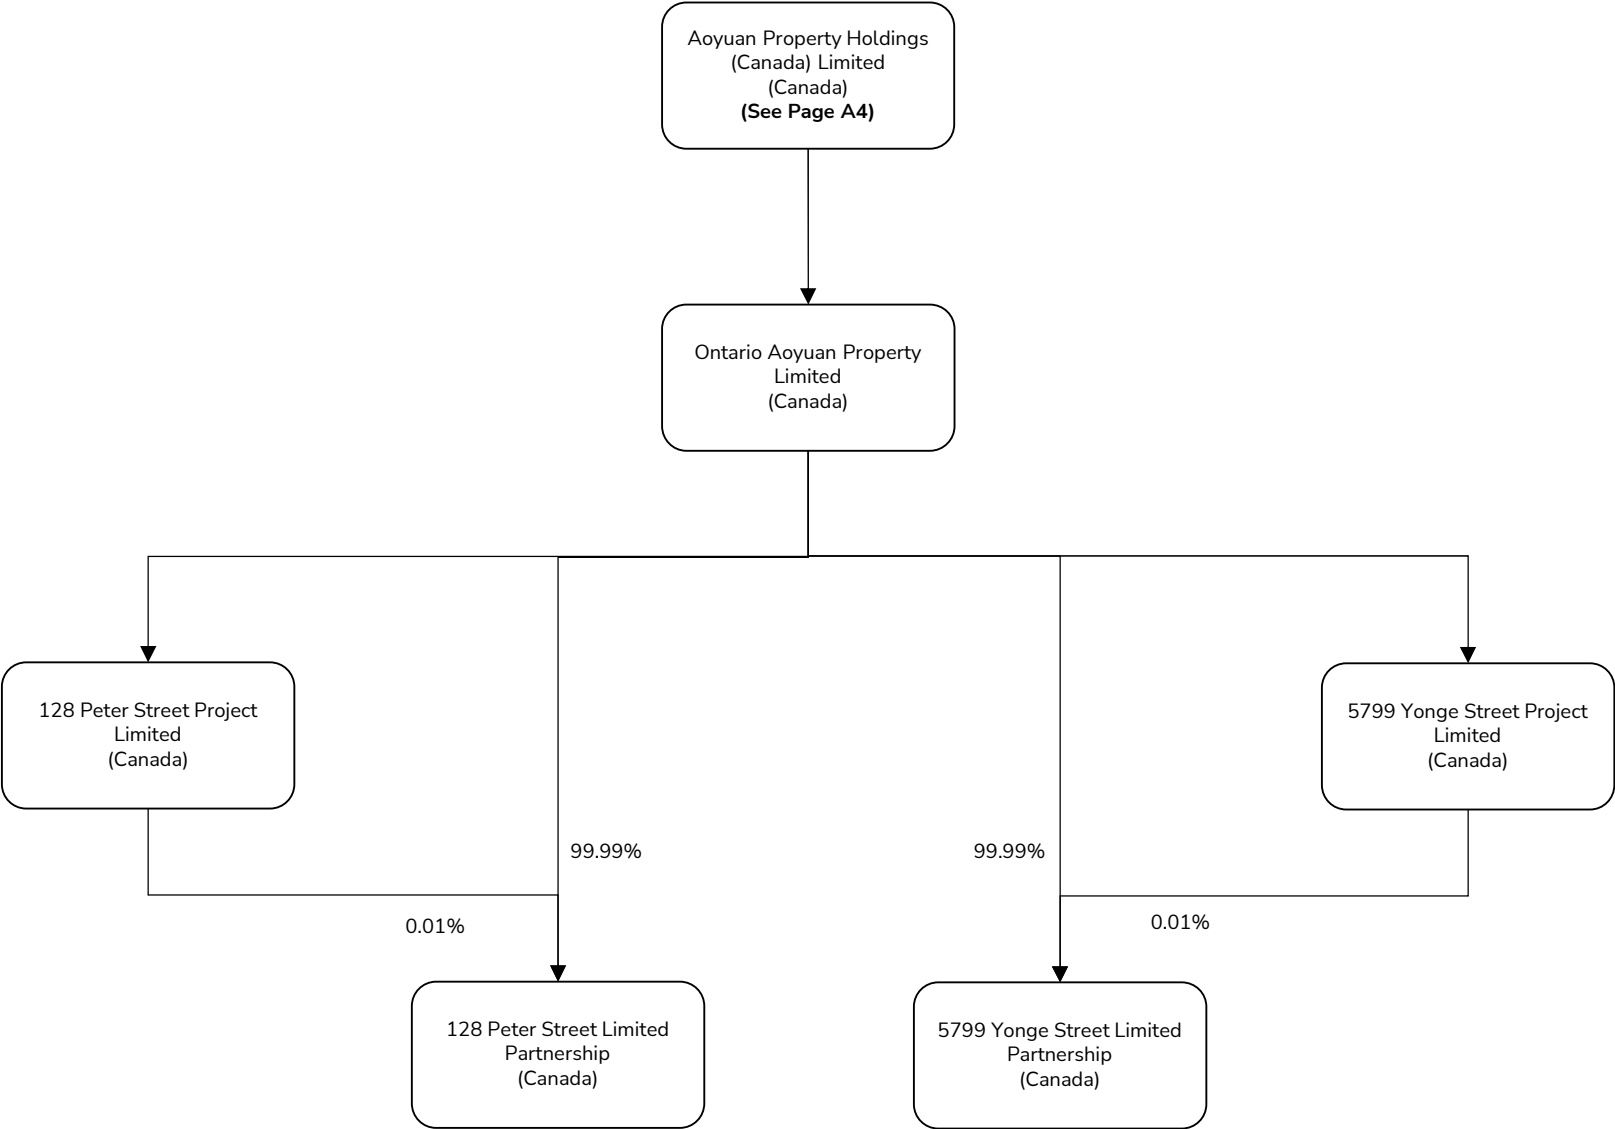 Aoyuan Property Holdings
(Canada) Limited
(Canada)
(See Page A4)
Ontario Aoyuan Property
Limited
(Canada)
128 Peter Street Project
Limited
(Canada)
5799 Yonge Street Project
Limited
(Canada)
99.99%
99.99%
0.01%
0.01%
128 Peter Street Limited
Partnership
(Canada)
5799 Yonge Street Limited
Partnership
(Canada)